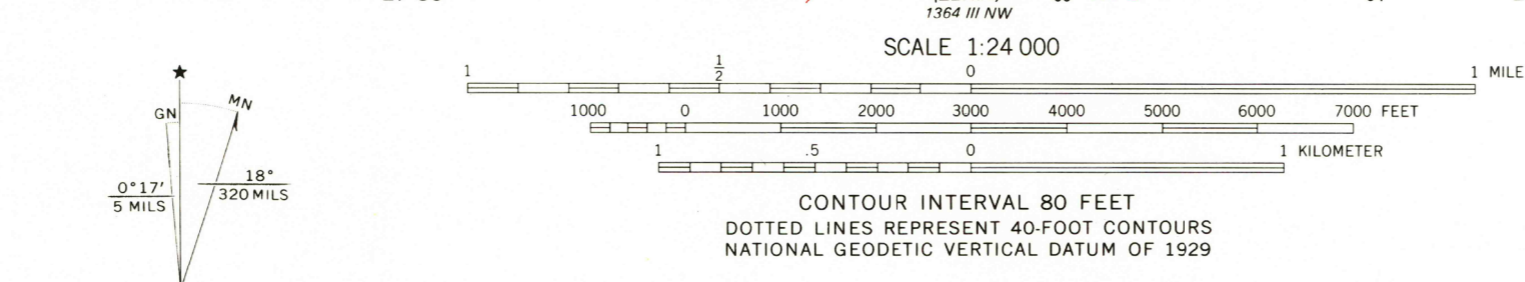 1364 III NW
SCALE 1:24 000
1 1/2 0 1 MILE
1000 0 1000 2000 3000 4000 5000 6000 7000 FEET
1 .5 0 1 KILOMETER
CONTOUR INTERVAL 80 FEET
DOTTED LINES REPRESENT 40-FOOT CONTOURS
NATIONAL GEODETIC VERTICAL DATUM OF 1929
★
GN
MN
0°17′
5 MILS
18°
320 MILS